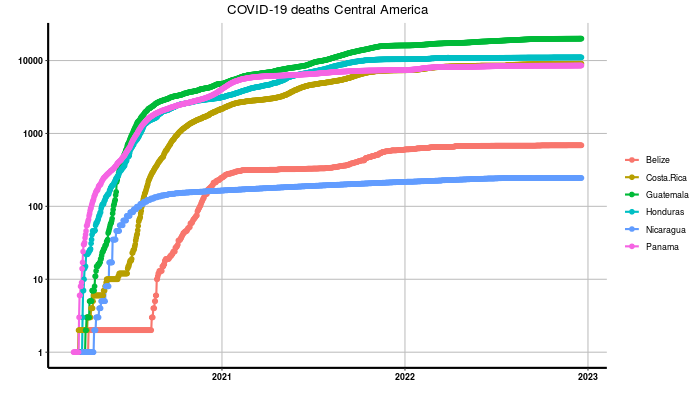 COVID-19 deaths Central America
10000
1000
100
10
1
2021
2022
2023
Belize
Costa.Rica
Guatemala
Honduras
Nicaragua
Panama